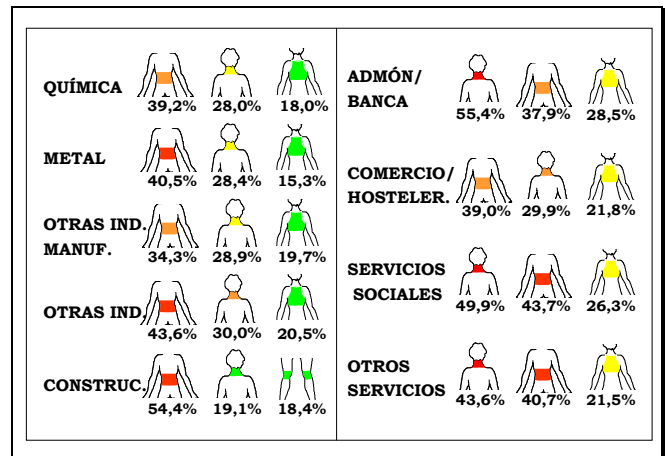 QUÍMICA
39,2% 28,0% 18,0%
METAL
40,5% 28,4% 15,3%
OTRAS IND.
MANUF.
34,3% 28,9% 19,7%
OTRAS IND.
43,6% 30,0% 20,5%
CONSTRUC.
54,4% 19,1% 18,4%
ADMÓN/
BANCA
55,4% 37,9% 28,5%
COMERCIO/
HOSTELER.
39,0% 29,9% 21,8%
SERVICIOS
SOCIALES
49,9% 43,7% 26,3%
OTROS
SERVICIOS
43,6% 40,7% 21,5%